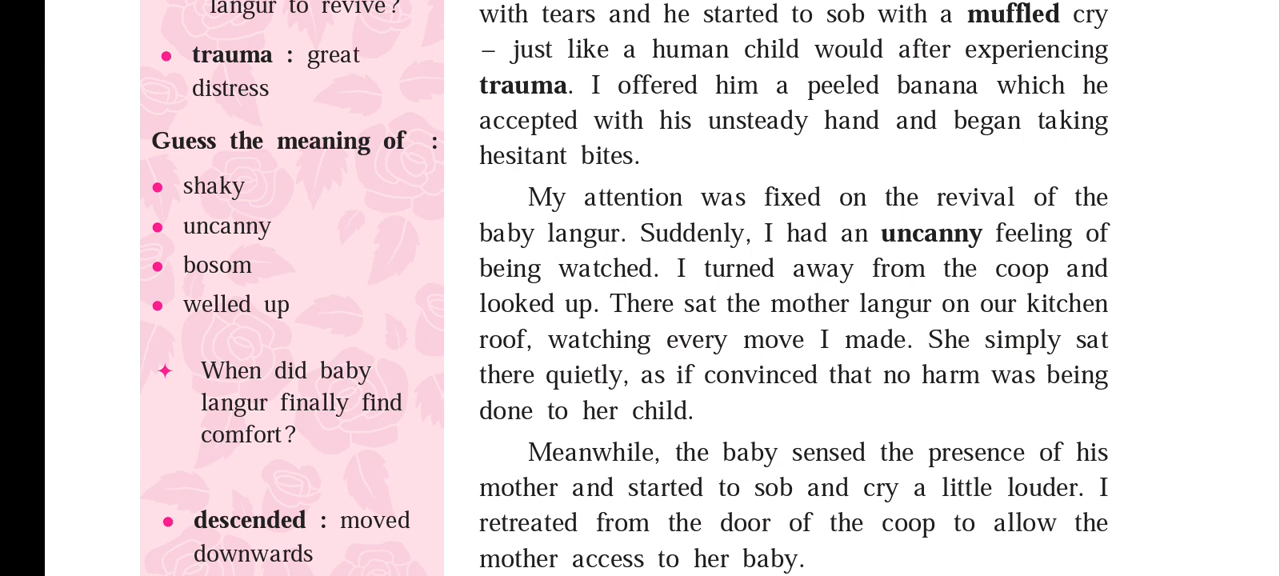 langur to revive?
• trauma : great
distress
Guess the meaning of :
• shaky
• uncanny
• bosom
• welled up
✦ When did baby
langur finally find
comfort?
• descended : moved
downwards
with tears and he started to sob with a muffled cry
– just like a human child would after experiencing
trauma. I offered him a peeled banana which he
accepted with his unsteady hand and began taking
hesitant bites.
My attention was fixed on the revival of the
baby langur. Suddenly, I had an uncanny feeling of
being watched. I turned away from the coop and
looked up. There sat the mother langur on our kitchen
roof, watching every move I made. She simply sat
there quietly, as if convinced that no harm was being
done to her child.
Meanwhile, the baby sensed the presence of his
mother and started to sob and cry a little louder. I
retreated from the door of the coop to allow the
mother access to her baby.